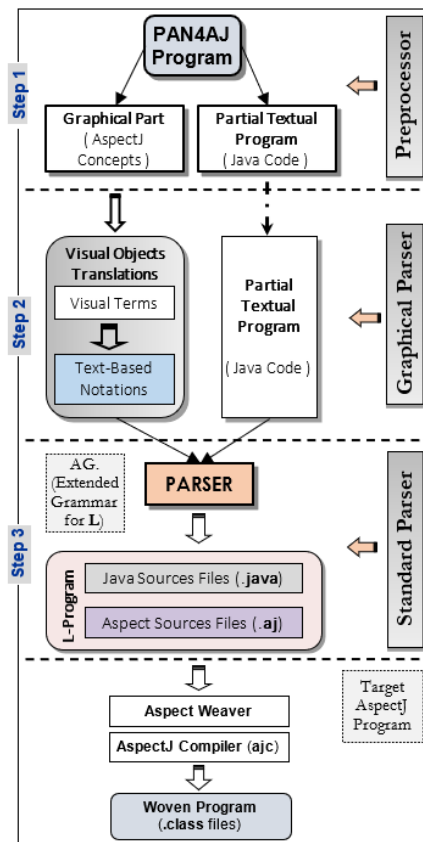 PAN4AJ
Program
Step 1
Preprocessor
Graphical Part
( AspectJ
Concepts )
Partial Textual
Program
( Java Code )
Step 2
Graphical Parser
Visual Objects
Translations
Visual Terms
Text-Based
Notations
Partial
Textual
Program
( Java Code )
Step 3
Standard Parser
AG.
(Extended
Grammar
for L)
PARSER
L-Program
Java Sources Files (.java)
Aspect Sources Files (.aj)
Target
AspectJ
Program
Aspect Weaver
AspectJ Compiler (ajc)
Woven Program
(.class files)